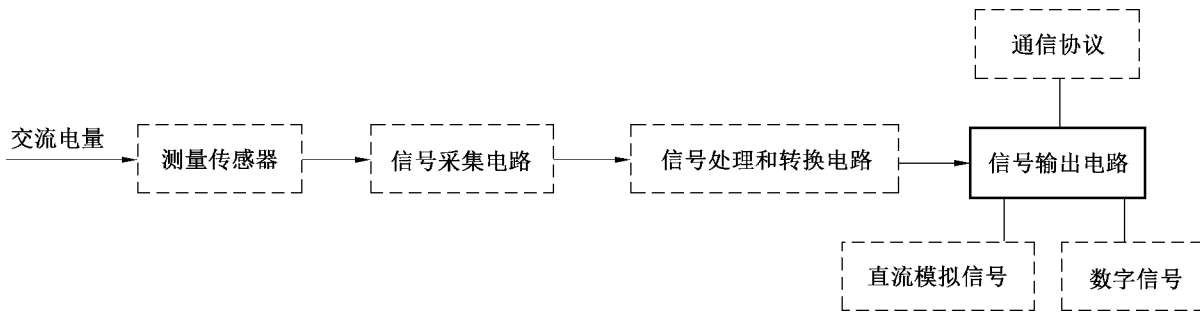 通信协议
交流电量
测量传感器
信号采集电路
信号处理和转换电路
信号输出电路
直流模拟信号
数字信号